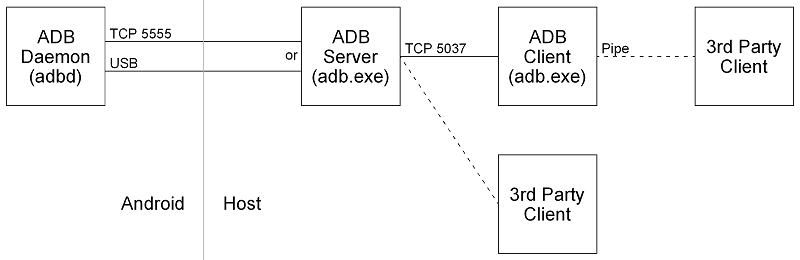 ADB
Daemon
(adbd)
TCP 5555
USB
or
ADB
Server
(adb.exe)
TCP 5037
ADB
Client
(adb.exe)
Pipe
3rd Party
Client
3rd Party
Client
Android
Host